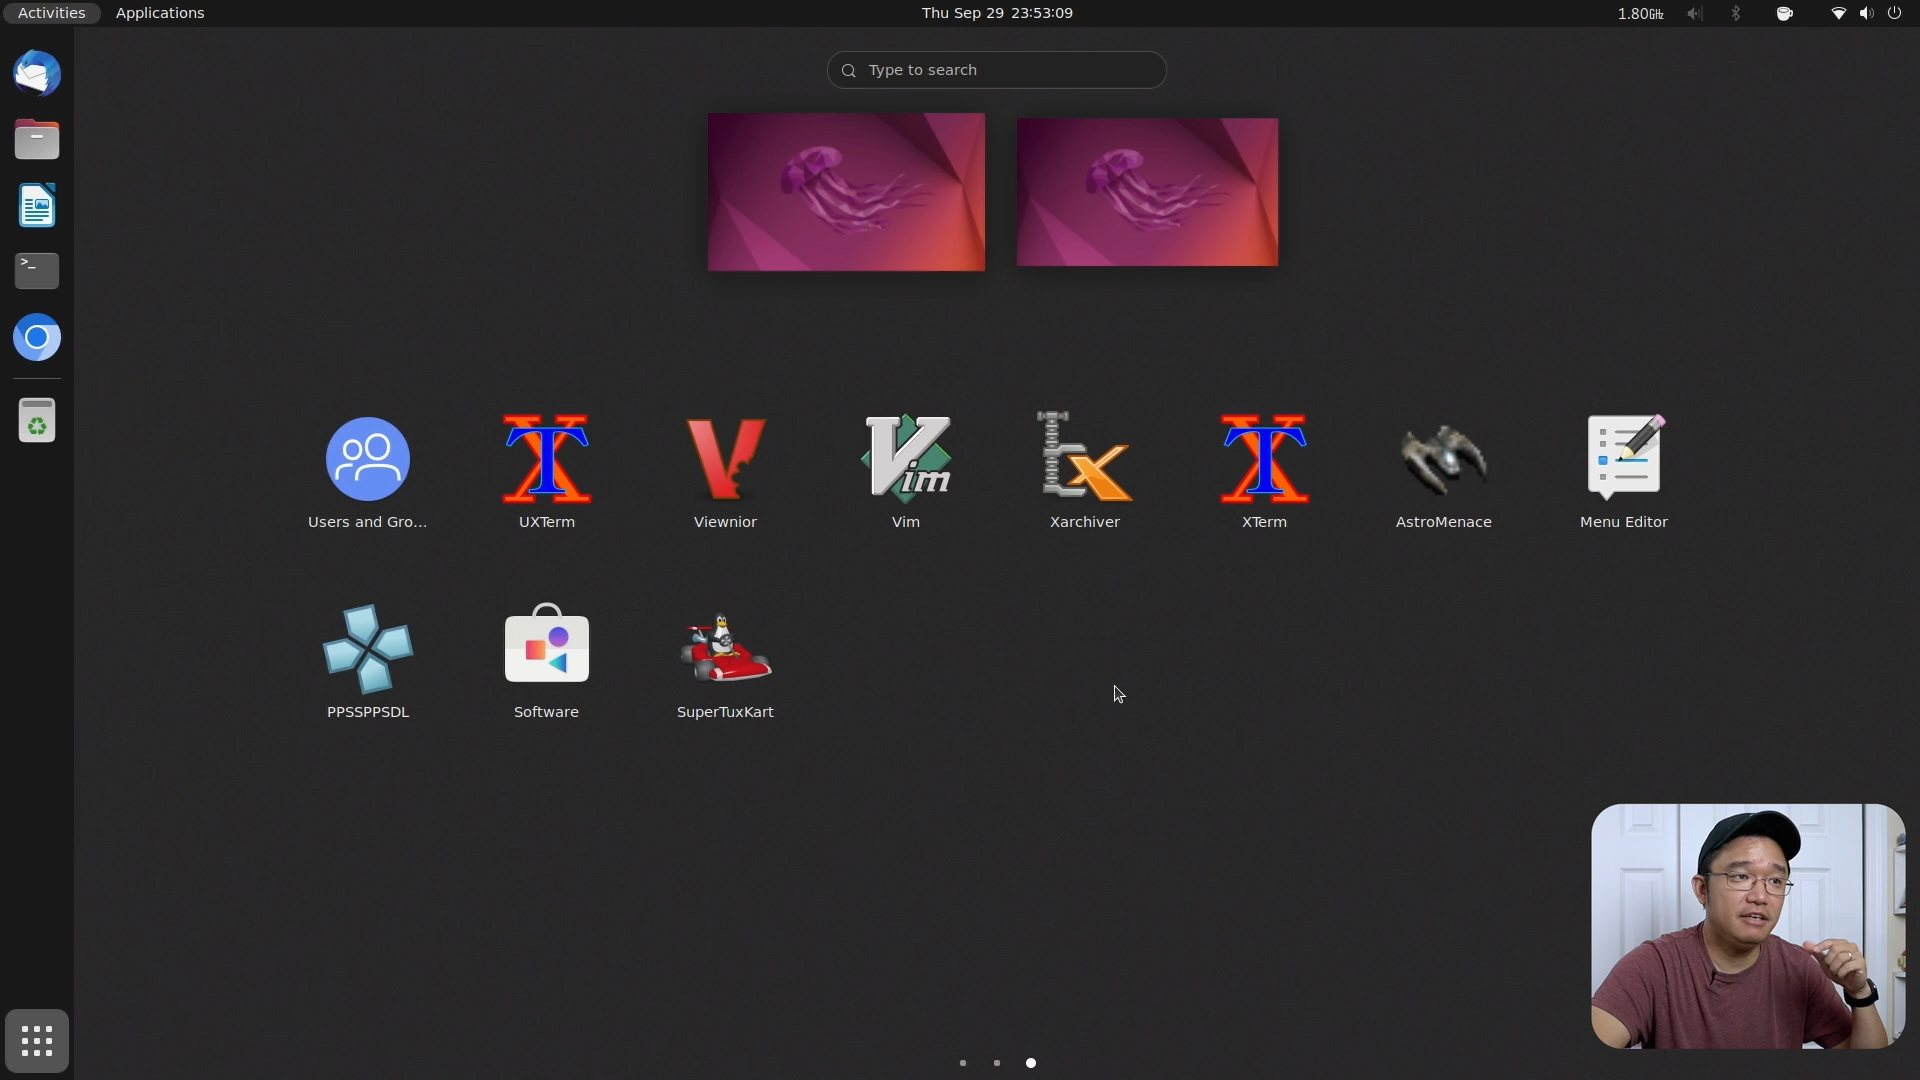 Activities
Applications
Thu Sep 29 23:53:09
1.80GHz
Type to search
>_
Users and Gro...
UXTerm
Viewnior
Vim
Xarchiver
XTerm
AstroMenace
Menu Editor
PPSSPPSDL
Software
SuperTuxKart